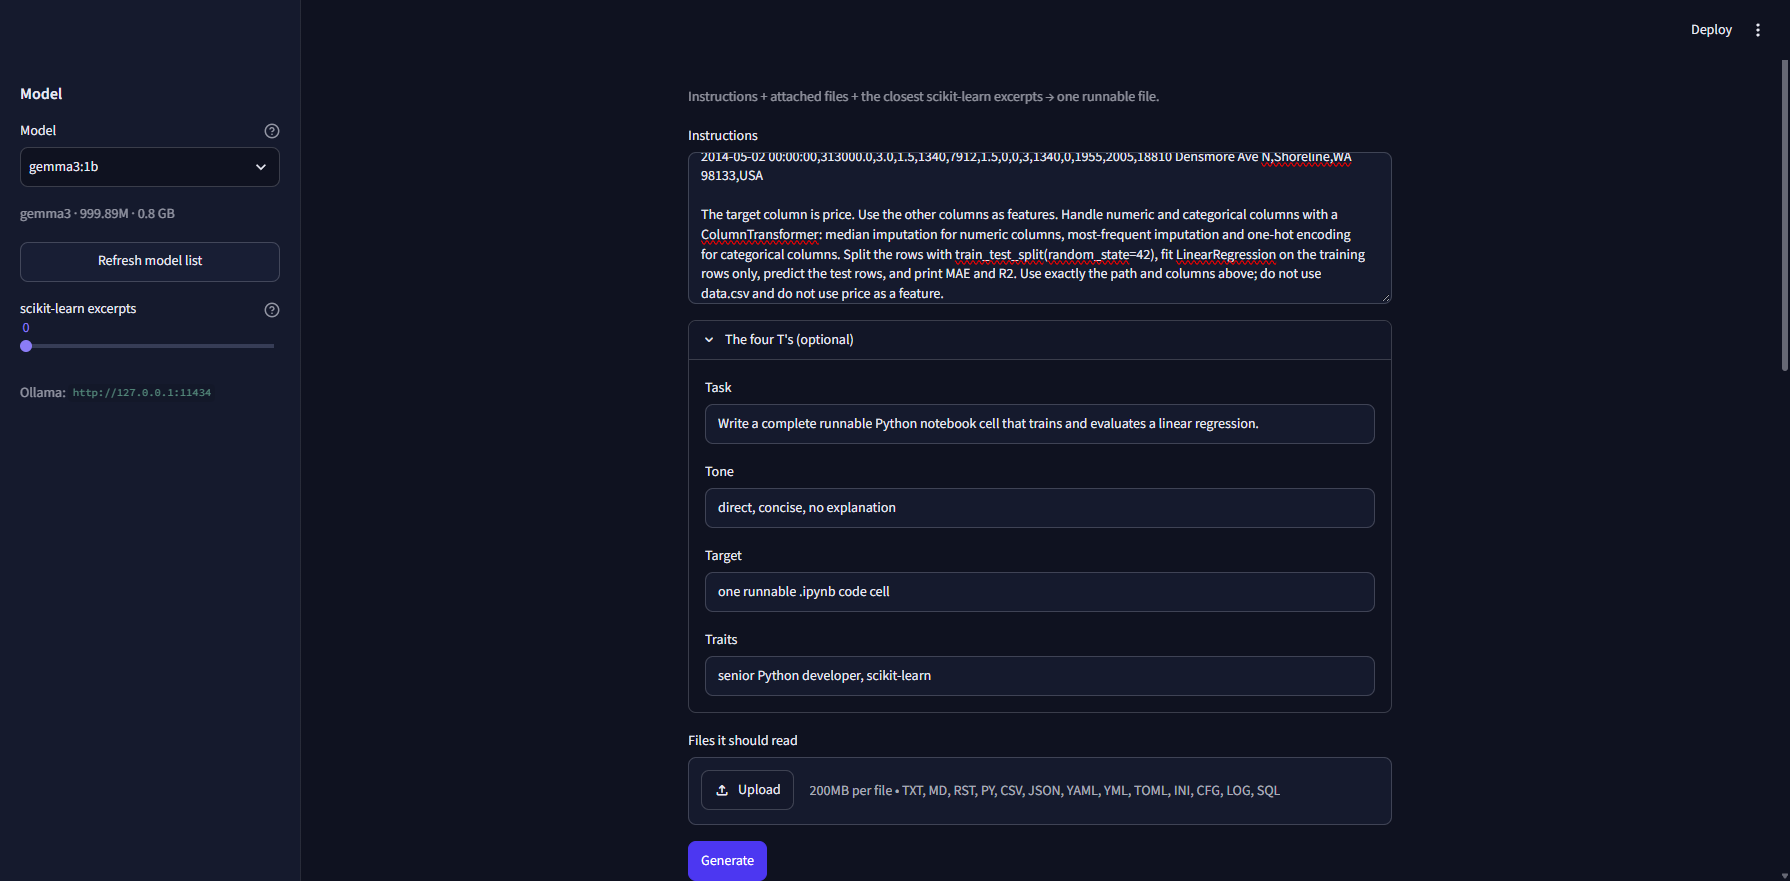 Deploy
Model
Model
gemma3:1b
gemma3 · 999.89M · 0.8 GB
Refresh model list
scikit-learn excerpts
0
Ollama: http://127.0.0.1:11434
Instructions + attached files + the closest scikit-learn excerpts → one runnable file.
Instructions
2014-05-02 00:00:00,313000.0,3.0,1.5,1340,7912,1.5,0,0,3,1340,0,1955,2005,18810 Densmore Ave N,Shoreline,WA
98133,USA
The target column is price. Use the other columns as features. Handle numeric and categorical columns with a
ColumnTransformer: median imputation for numeric columns, most-frequent imputation and one-hot encoding
for categorical columns. Split the rows with train_test_split(random_state=42), fit LinearRegression on the training
rows only, predict the test rows, and print MAE and R2. Use exactly the path and columns above; do not use
data.csv and do not use price as a feature.
The four T's (optional)
Task
Write a complete runnable Python notebook cell that trains and evaluates a linear regression.
Tone
direct, concise, no explanation
Target
one runnable .ipynb code cell
Traits
senior Python developer, scikit-learn
Files it should read
Upload
200MB per file • TXT, MD, RST, PY, CSV, JSON, YAML, YML, TOML, INI, CFG, LOG, SQL
Generate